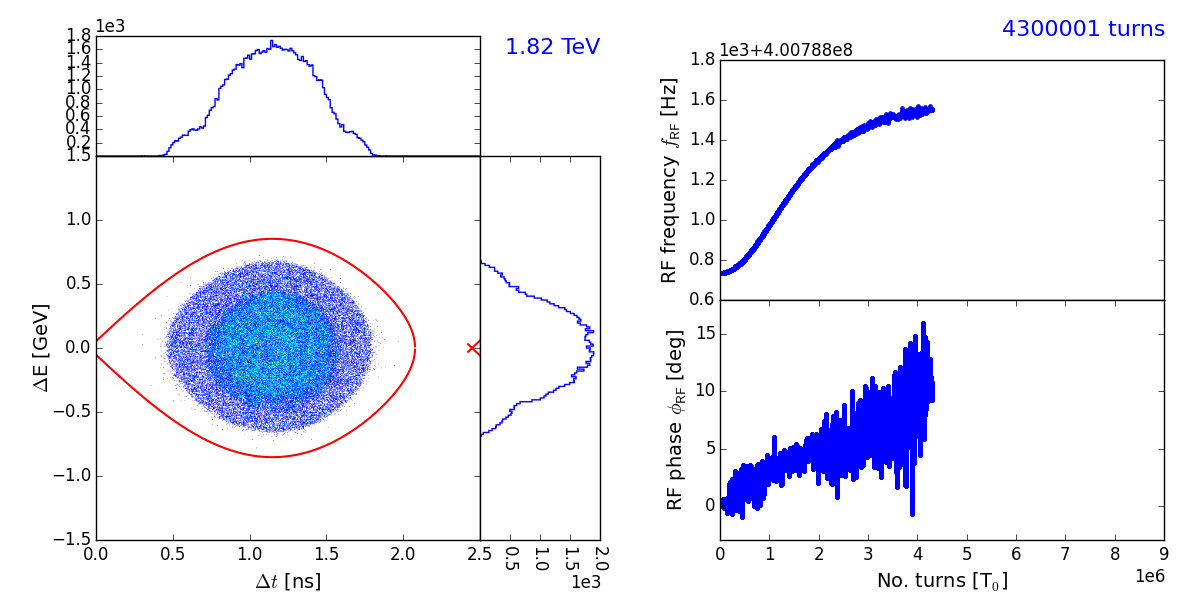 1e3
1.8
1.6
1.4
1.2
1.0
0.8
0.6
0.4
0.2
1.82 TeV
1.5
1.0
0.5
0.0
−0.5
−1.0
−1.5
ΔE [GeV]
0.0 0.5 1.0 1.5 2.0 2.5
Δt [ns]
0.5 1.0 1.5 2.0
1e3
4300001 turns
1e3+4.00788e8
1.8
1.6
1.4
1.2
1.0
0.8
0.6
RF frequency f_RF [Hz]
15
10
5
0
RF phase ϕ_RF [deg]
0 1 2 3 4 5 6 7 8 9
1e6
No. turns [T_0]